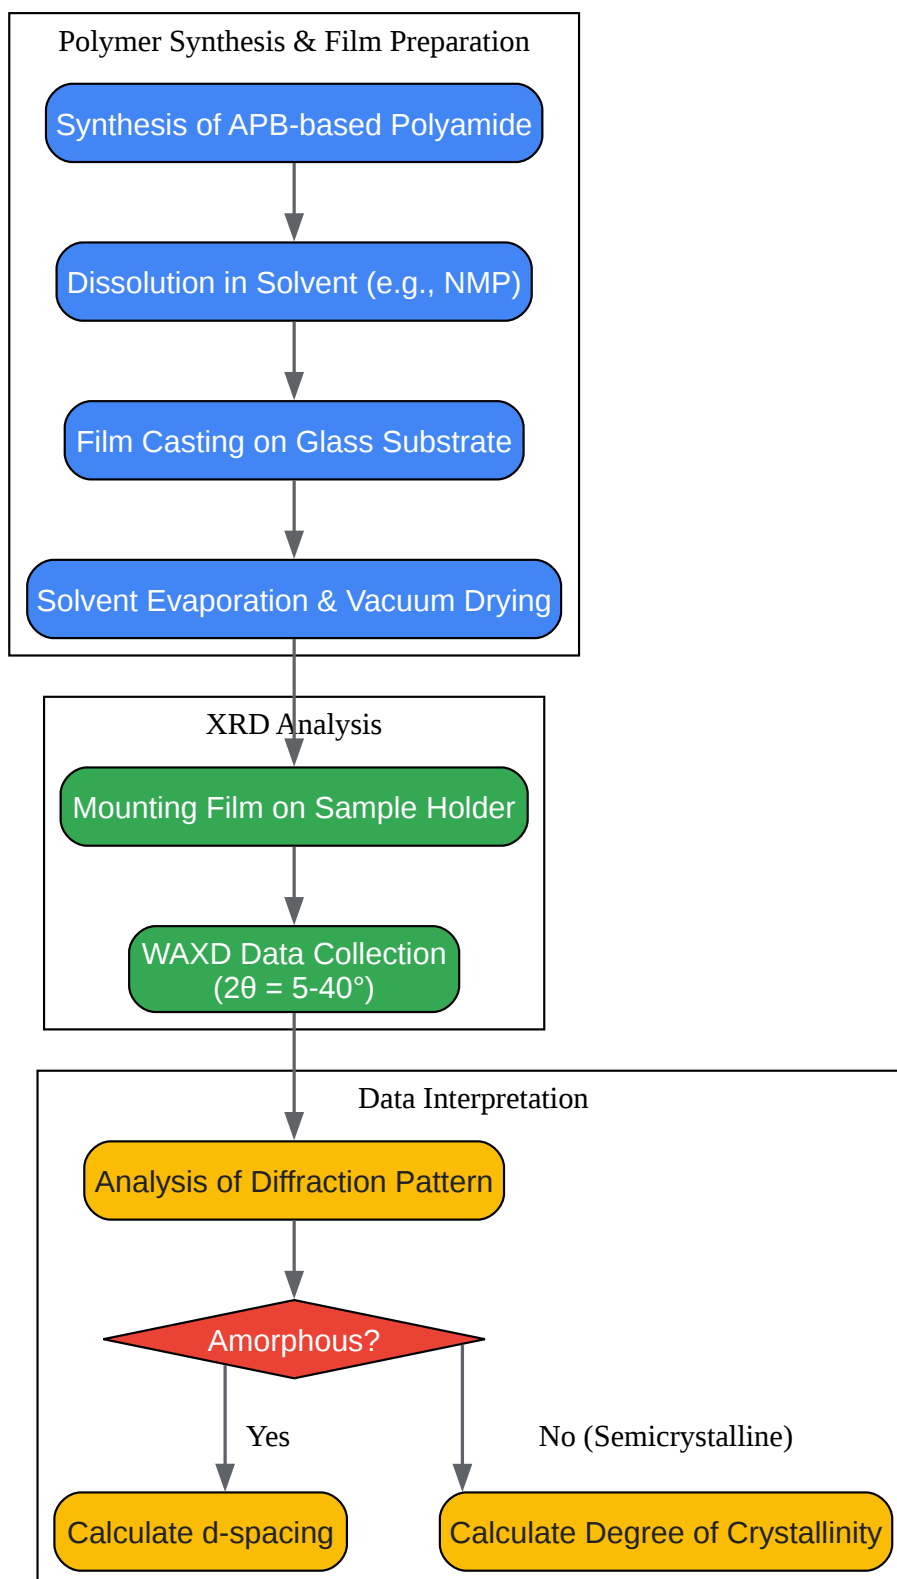 Polymer Synthesis & Film Preparation
Synthesis of APB-based Polyamide
Dissolution in Solvent (e.g., NMP)
Film Casting on Glass Substrate
Solvent Evaporation & Vacuum Drying
XRD Analysis
Mounting Film on Sample Holder
WAXD Data Collection
(2θ = 5-40°)
Data Interpretation
Analysis of Diffraction Pattern
Amorphous?
Yes
No (Semicrystalline)
Calculate d-spacing
Calculate Degree of Crystallinity